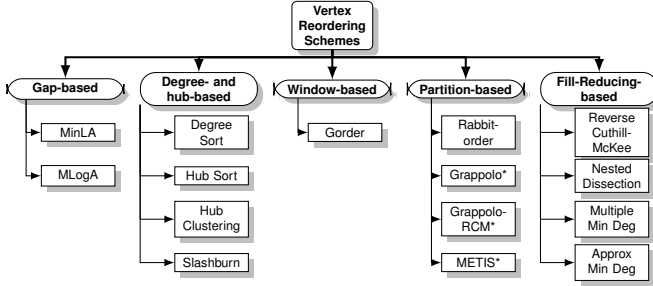 Vertex
Reordering
Schemes
Gap-based
MinLA
MLogA
Degree- and
hub-based
Degree
Sort
Hub Sort
Hub
Clustering
Slashburn
Window-based
Gorder
Partition-based
Rabbit-
order
Grappolo*
Grappolo-
RCM*
METIS*
Fill-Reducing-
based
Reverse
Cuthill-
McKee
Nested
Dissection
Multiple
Min Deg
Approx
Min Deg